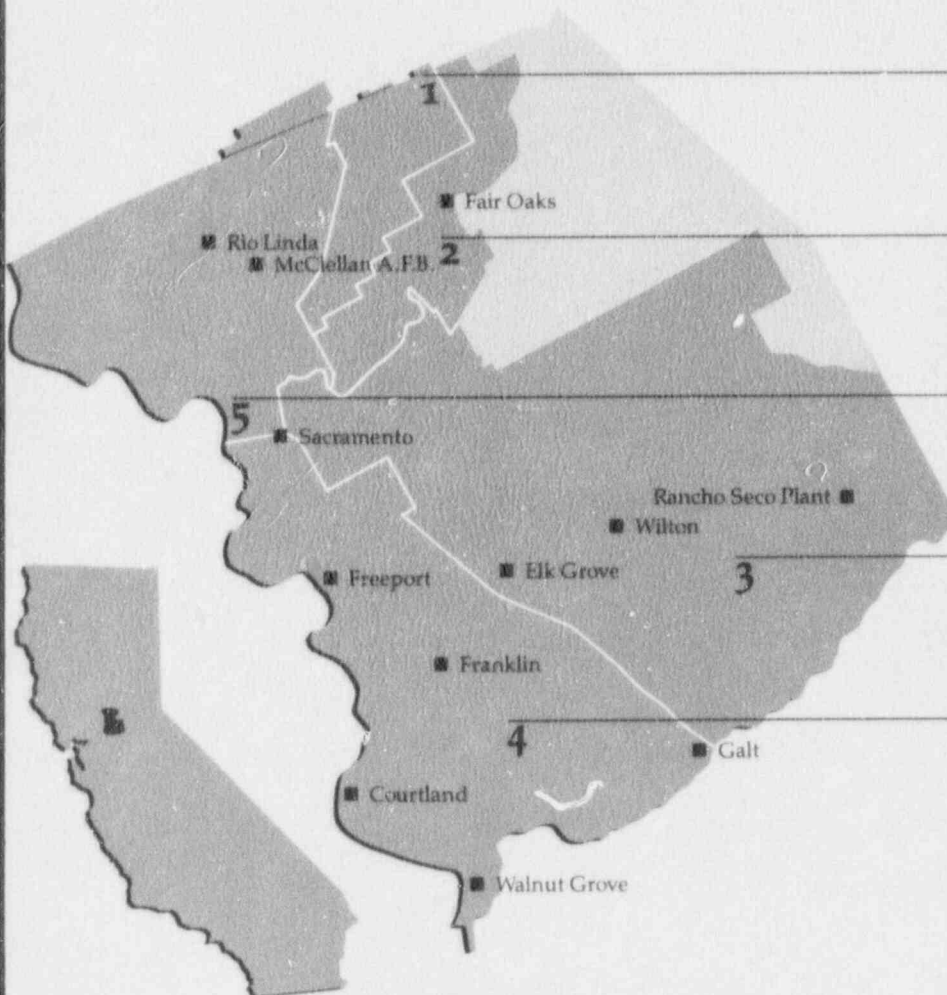 1
Fair Oaks
2
Rio Linda
McClellan A.F.B.
5
Sacramento
Rancho Seco Plant
Wilton
3
Elk Grove
Freeport
Franklin
4
Galt
Courtland
Walnut Grove